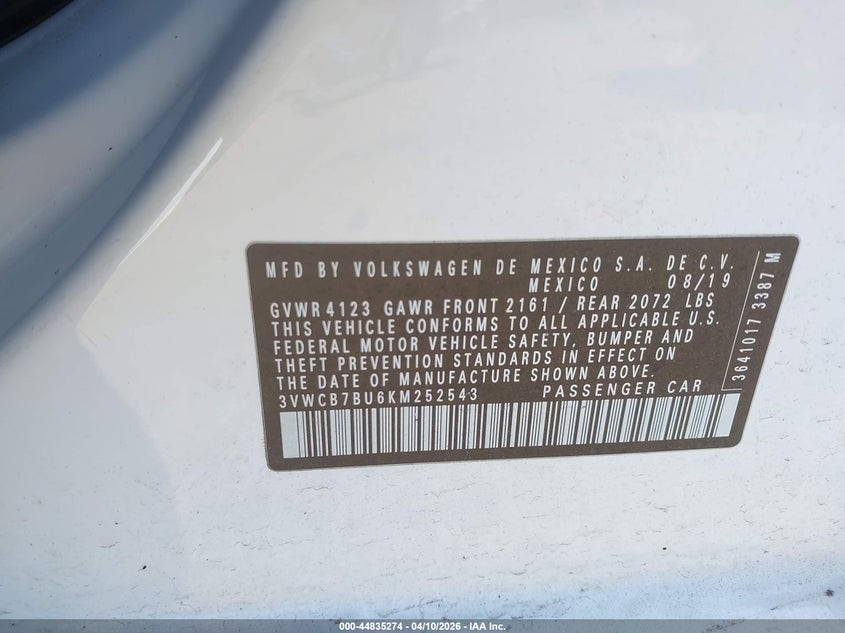 MFD BY VOLKSWAGEN DE MEXICO S.A. DE C.V.
MEXICO 08/19
GVWR 4123 GAWR FRONT 2161 / REAR 2072 LBS
THIS VEHICLE CONFORMS TO ALL APPLICABLE U.S.
FEDERAL MOTOR VEHICLE SAFETY, BUMPER AND
THEFT PREVENTION STANDARDS IN EFFECT ON
THE DATE OF MANUFACTURE SHOWN ABOVE.
3VWCB7BU6KM252543 PASSENGER CAR
3641017 3387 M
000-44835274 - 04/10/2026 - IAA Inc.